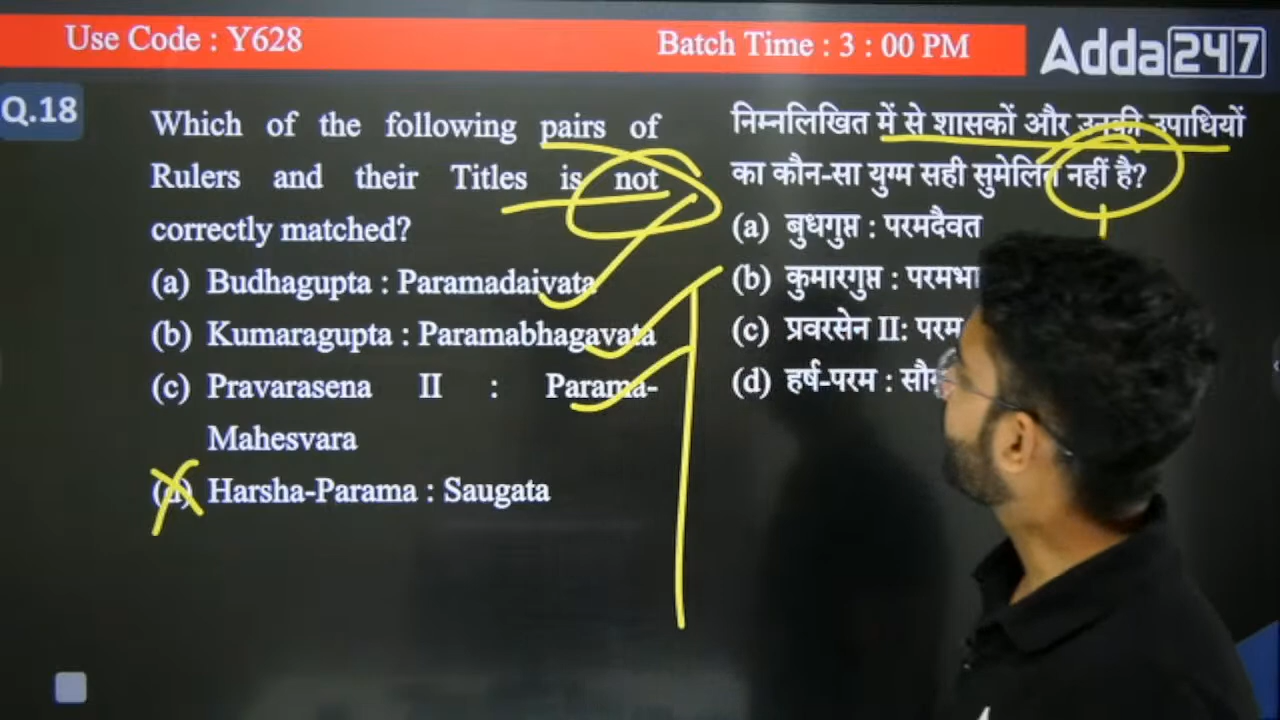 Use Code : Y628
Batch Time : 3 : 00 PM
Adda247
Q.18
Which of the following pairs of
Rulers and their Titles is not
correctly matched?
(a) Budhagupta : Paramadaivata
(b) Kumaragupta : Paramabhagavata
(c) Pravarasena II : Parama-
Mahesvara
(d) Harsha-Parama : Saugata
निम्नलिखित में से शासकों और उनकी उपाधियों
का कौन-सा युग्म सही सुमेलित नहीं है?
(a) बुधगुप्त : परमदैवत
(b) कुमारगुप्त :
(c) प्रवरसेन II:
(d) हर्ष-परम :